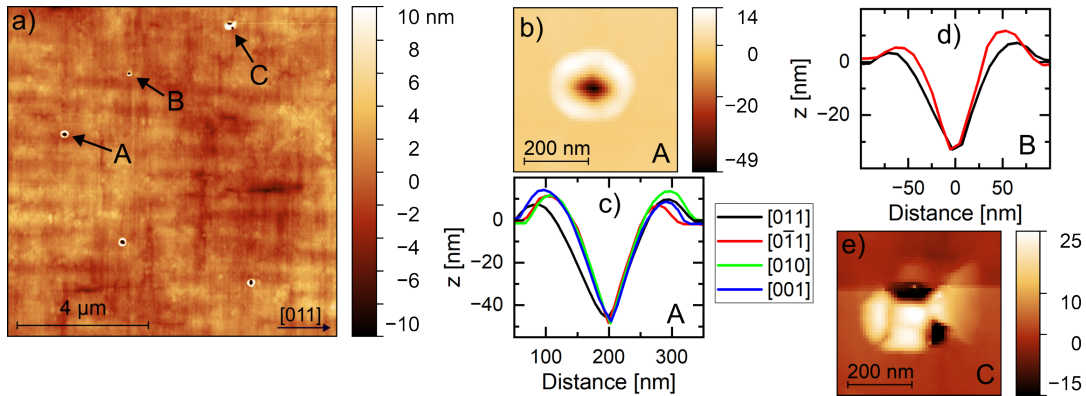 a)
A
B
C
4 µm
[011]
10 nm
8
6
4
2
0
−2
−4
−6
−8
−10
b)
200 nm
A
14
0
−20
−49
c)
z [nm]
0
−20
−40
100
200
300
Distance [nm]
A
[011]
[01̅1]
[010]
[001]
d)
z [nm]
0
−20
−50
0
50
Distance [nm]
B
e)
200 nm
C
25
10
0
−15